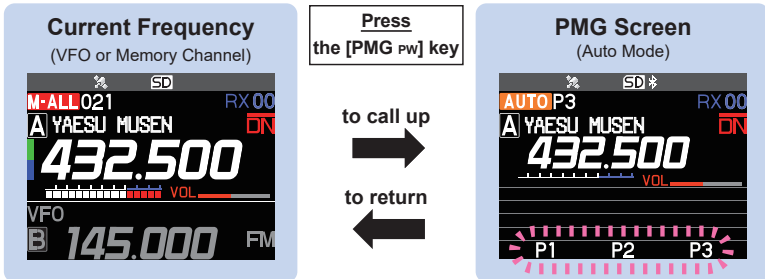 Current Frequency
(VFO or Memory Channel)
SD
M-ALL 021 RX 00
A YAESU MUSEN DN
432.500
VOL
VFO
B 145.000 FM
Press
the [PMG PW] key
to call up
to return
PMG Screen
(Auto Mode)
SD
AUTO P3 RX 00
A YAESU MUSEN DN
432.500
VOL
P1 P2 P3